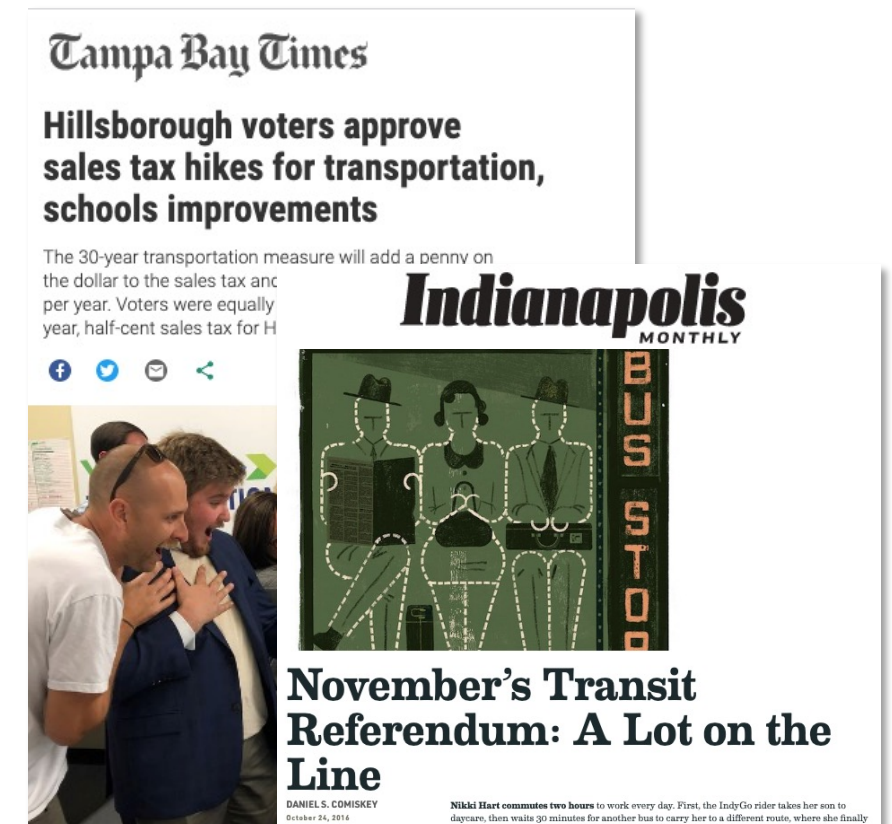 Tampa Bay Times
Hillsborough voters approve
sales tax hikes for transportation,
schools improvements
The 30-year transportation measure will add a penny on
the dollar to the sales tax and
per year. Voters were equally
year, half-cent sales tax for H
Indianapolis
MONTHLY
BUS STOP
November’s Transit
Referendum: A Lot on the
Line
DANIEL S. COMISKEY
October 24, 2016
Nikki Hart commutes two hours to work every day. First, the IndyGo rider takes her son to
daycare, then waits 30 minutes for another bus to carry her to a different route, where she finally